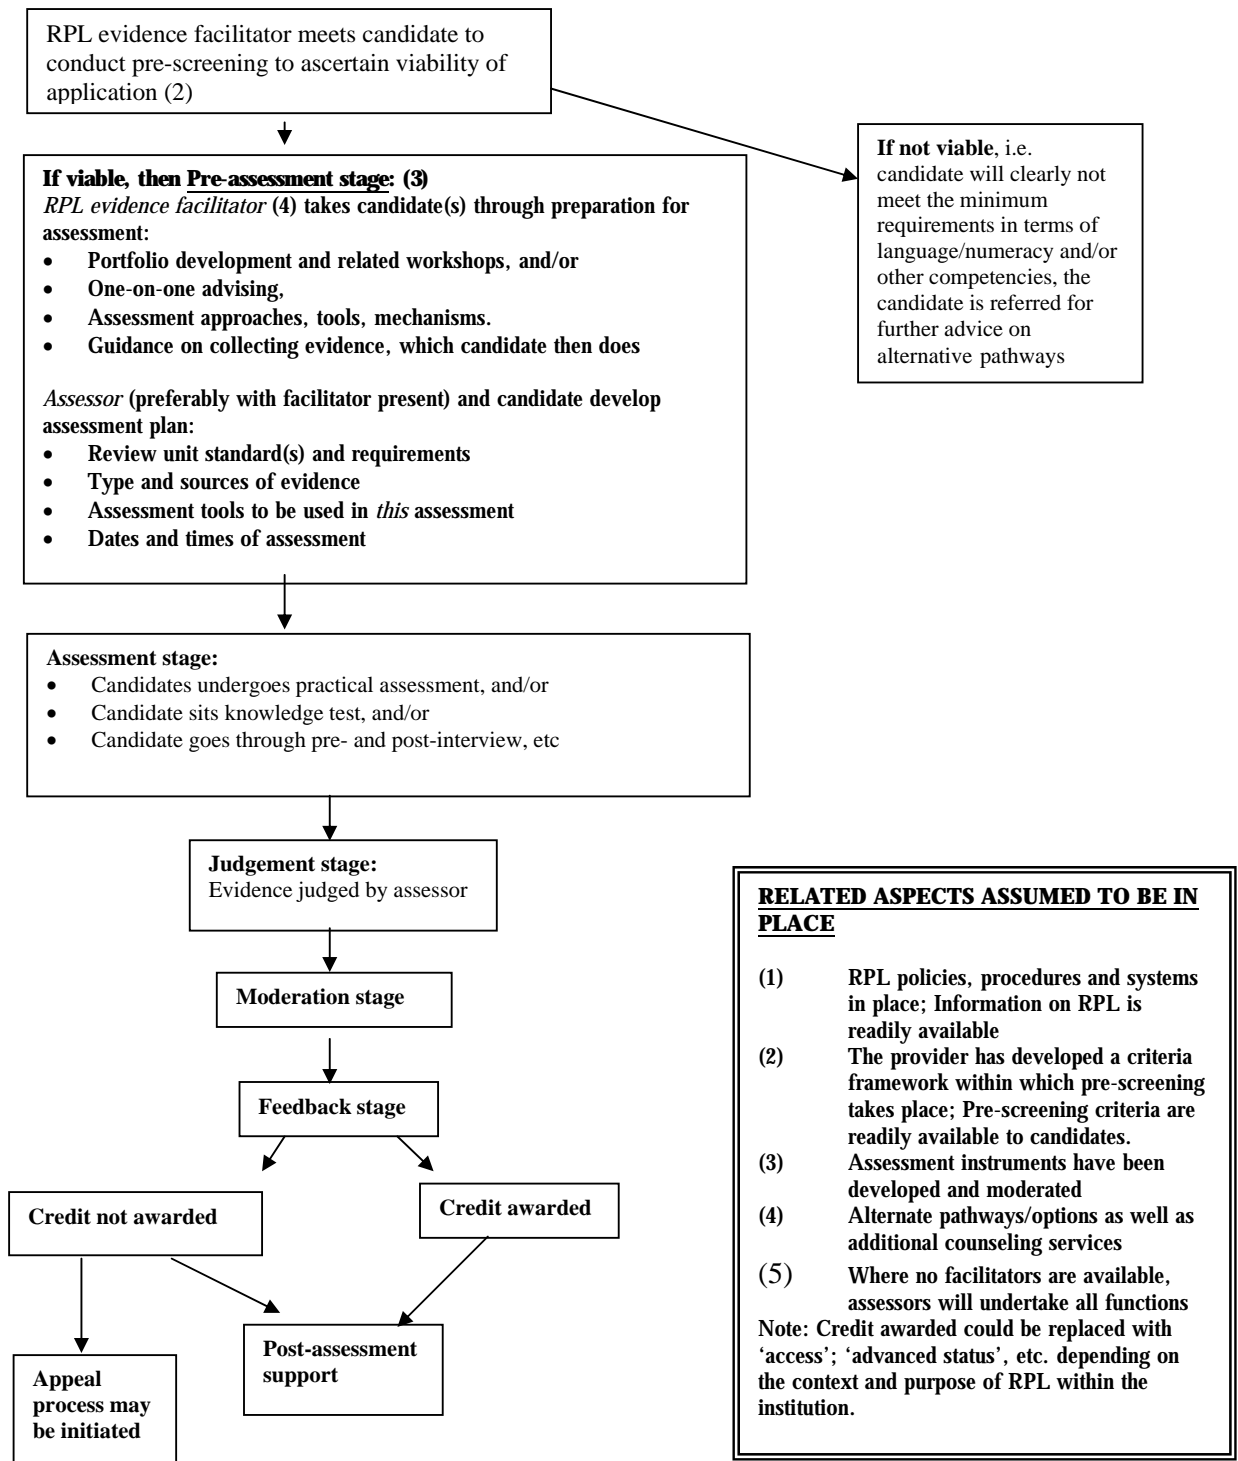 RPL evidence facilitator meets candidate to
conduct pre-screening to ascertain viability of
application (2)
If not viable, i.e.
candidate will clearly not
meet the minimum
requirements in terms of
language/numeracy and/or
other competencies, the
candidate is referred for
further advice on
alternative pathways
If viable, then Pre-assessment stage: (3)
RPL evidence facilitator (4) takes candidate(s) through preparation for
assessment:
• Portfolio development and related workshops, and/or
• One-on-one advising,
• Assessment approaches, tools, mechanisms.
• Guidance on collecting evidence, which candidate then does
Assessor (preferably with facilitator present) and candidate develop
assessment plan:
• Review unit standard(s) and requirements
• Type and sources of evidence
• Assessment tools to be used in this assessment
• Dates and times of assessment
Assessment stage:
• Candidates undergoes practical assessment, and/or
• Candidate sits knowledge test, and/or
• Candidate goes through pre- and post-interview, etc
Judgement stage:
Evidence judged by assessor
Moderation stage
Feedback stage
Credit not awarded
Credit awarded
Post-assessment
support
Appeal
process may
be initiated
RELATED ASPECTS ASSUMED TO BE IN
PLACE
(1) RPL policies, procedures and systems
in place; Information on RPL is
readily available
(2) The provider has developed a criteria
framework within which pre-screening
takes place; Pre-screening criteria are
readily available to candidates.
(3) Assessment instruments have been
developed and moderated
(4) Alternate pathways/options as well as
additional counseling services
(5) Where no facilitators are available,
assessors will undertake all functions
Note: Credit awarded could be replaced with
‘access’; ‘advanced status’, etc. depending on
the context and purpose of RPL within the
institution.